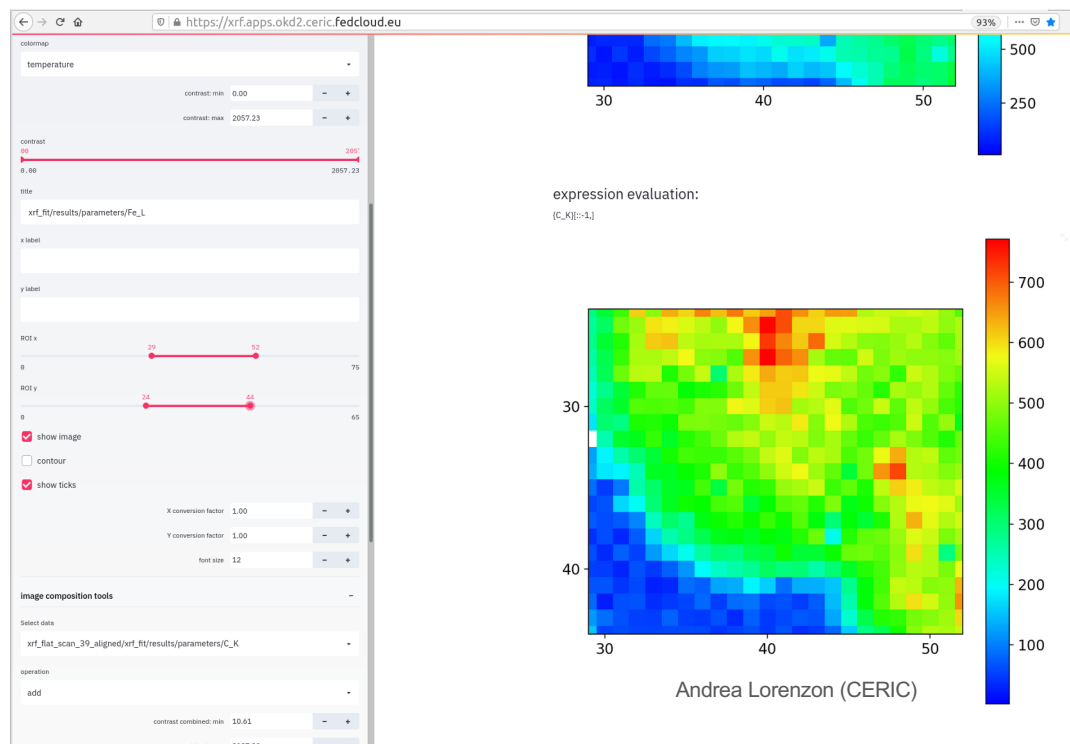 https://xrf.apps.okd2.ceric.fedcloud.eu
93%
colormap
temperature
contrast: min 0.00 - +
contrast: max 2057.23 - +
contrast
00 205
0.00 2057.23
title
xrf_fit/results/parameters/Fe_L
x label
y label
ROI x
29 52
0 75
ROI y
24 44
0 65
show image
contour
show ticks
X conversion factor 1.00 - +
Y conversion factor 1.00 - +
font size 12 - +
image composition tools -
Select data
xrf_flat_scan_39_aligned/xrf_fit/results/parameters/C_K
operation
add
contrast combined: min 10.61 - +
500
250
30 40 50
expression evaluation:
{C_K}[::-1,]
700
600
500
400
300
200
100
30
40
30 40 50
Andrea Lorenzon (CERIC)